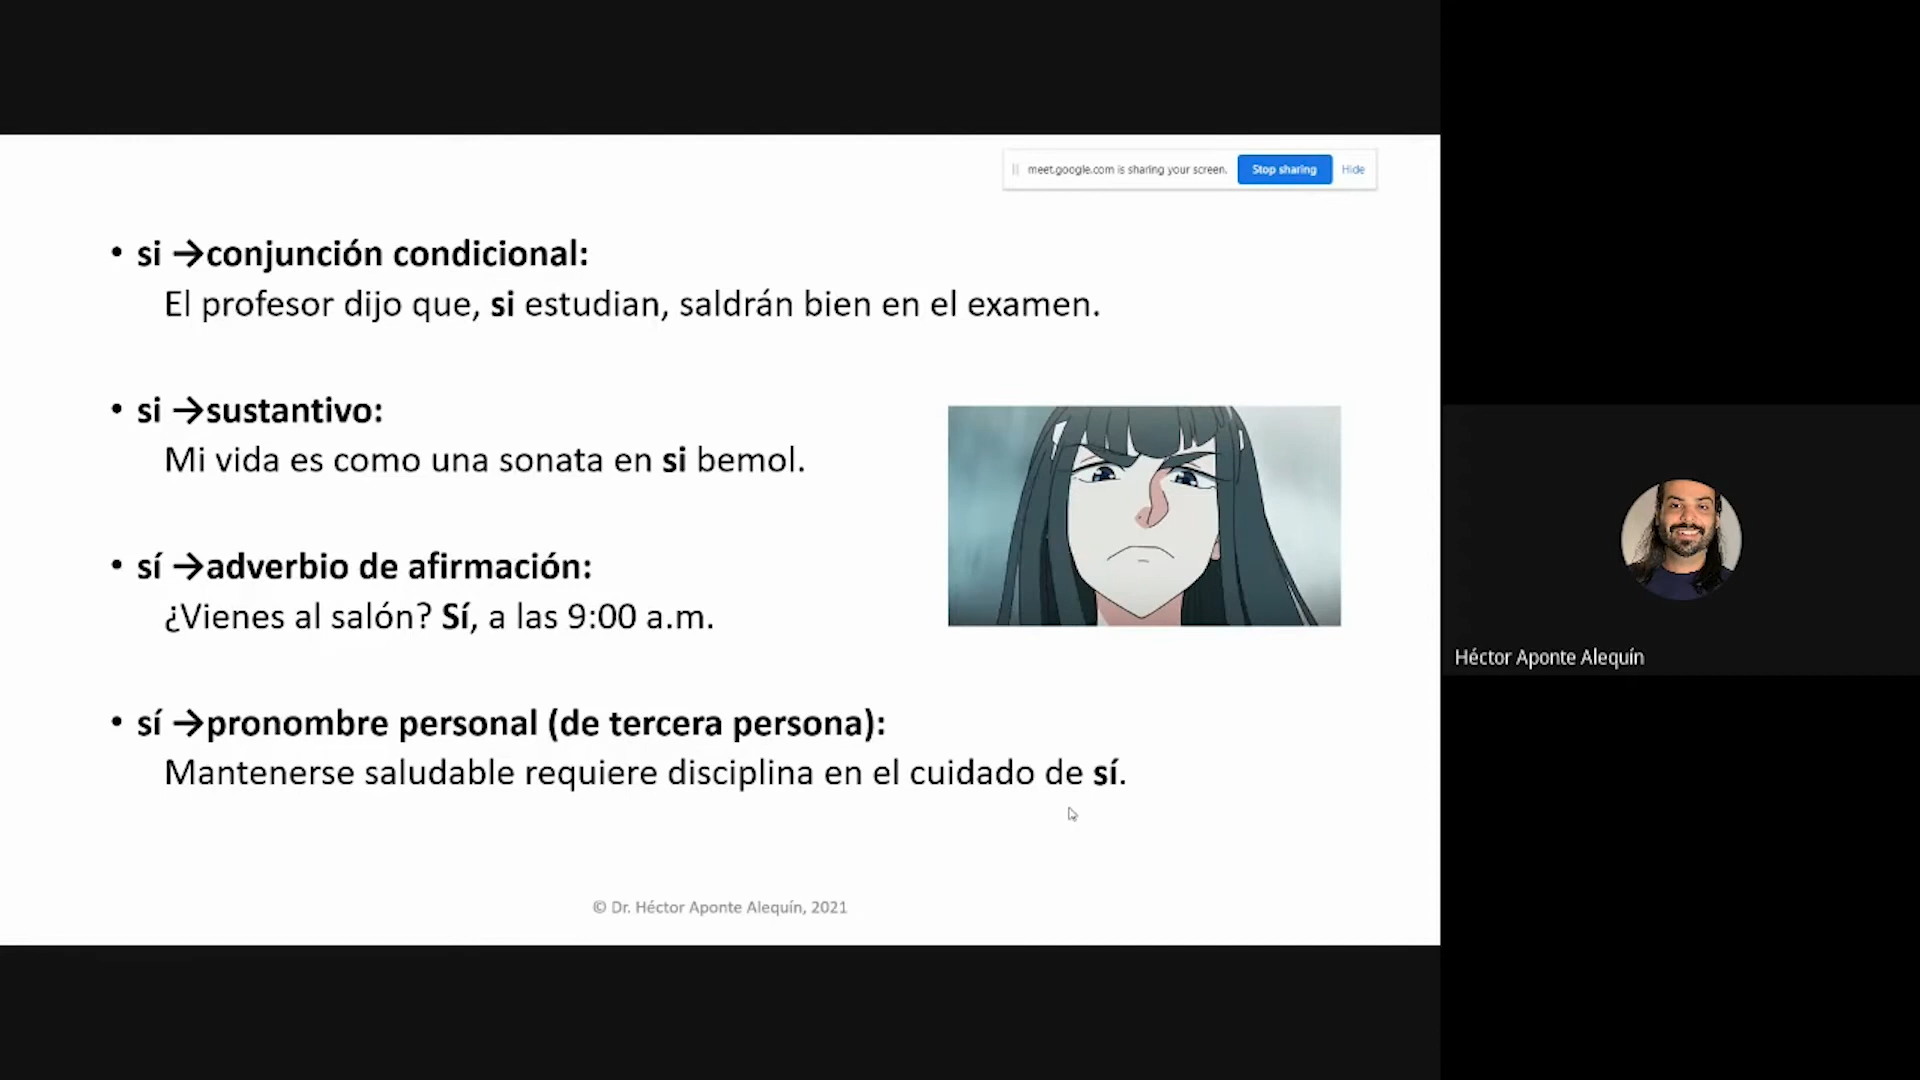 meet.google.com is sharing your screen. Stop sharing Hide
• si →conjunción condicional:
El profesor dijo que, si estudian, saldrán bien en el examen.
• si →sustantivo:
Mi vida es como una sonata en si bemol.
• sí →adverbio de afirmación:
¿Vienes al salón? Sí, a las 9:00 a.m.
• sí →pronombre personal (de tercera persona):
Mantenerse saludable requiere disciplina en el cuidado de sí.
© Dr. Héctor Aponte Alequín, 2021
Héctor Aponte Alequín